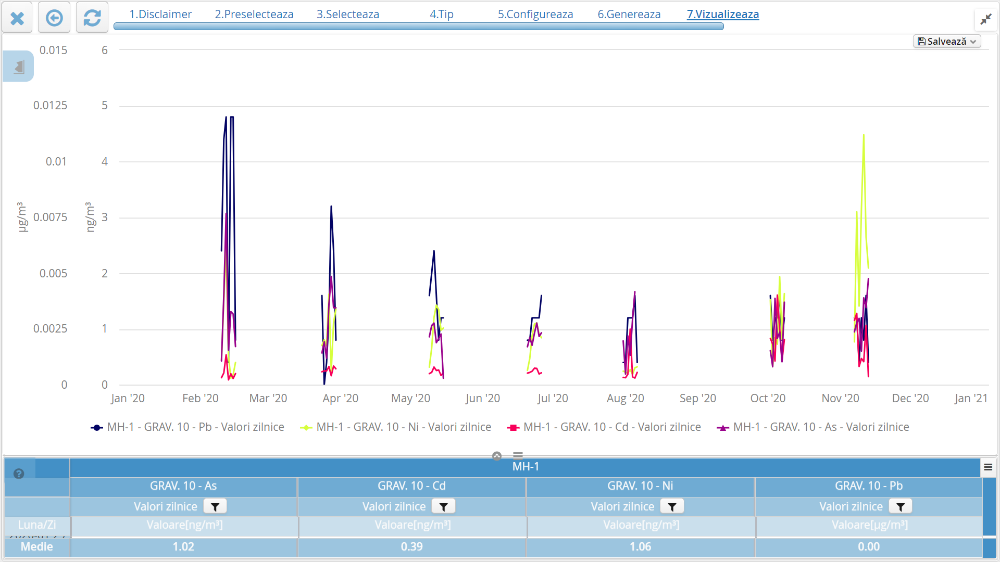 1.Disclaimer 2.Preselecteaza 3.Selecteaza 4.Tip 5.Configureaza 6.Genereaza 7.Vizualizeaza
Salvează
0.015 6
0.0125 5
0.01 4
0.0075 3
0.005 2
0.0025 1
0 0
µg/m³
ng/m³
Jan '20 Feb '20 Mar '20 Apr '20 May '20 Jun '20 Jul '20 Aug '20 Sep '20 Oct '20 Nov '20 Dec '20 Jan '21
MH-1 - GRAV. 10 - Pb - Valori zilnice MH-1 - GRAV. 10 - Ni - Valori zilnice MH-1 - GRAV. 10 - Cd - Valori zilnice MH-1 - GRAV. 10 - As - Valori zilnice
MH-1
GRAV. 10 - As GRAV. 10 - Cd GRAV. 10 - Ni GRAV. 10 - Pb
Valori zilnice Valori zilnice Valori zilnice Valori zilnice
Luna/Zi Valoare[ng/m³] Valoare[ng/m³] Valoare[ng/m³] Valoare[µg/m³]
Medie 1.02 0.39 1.06 0.00